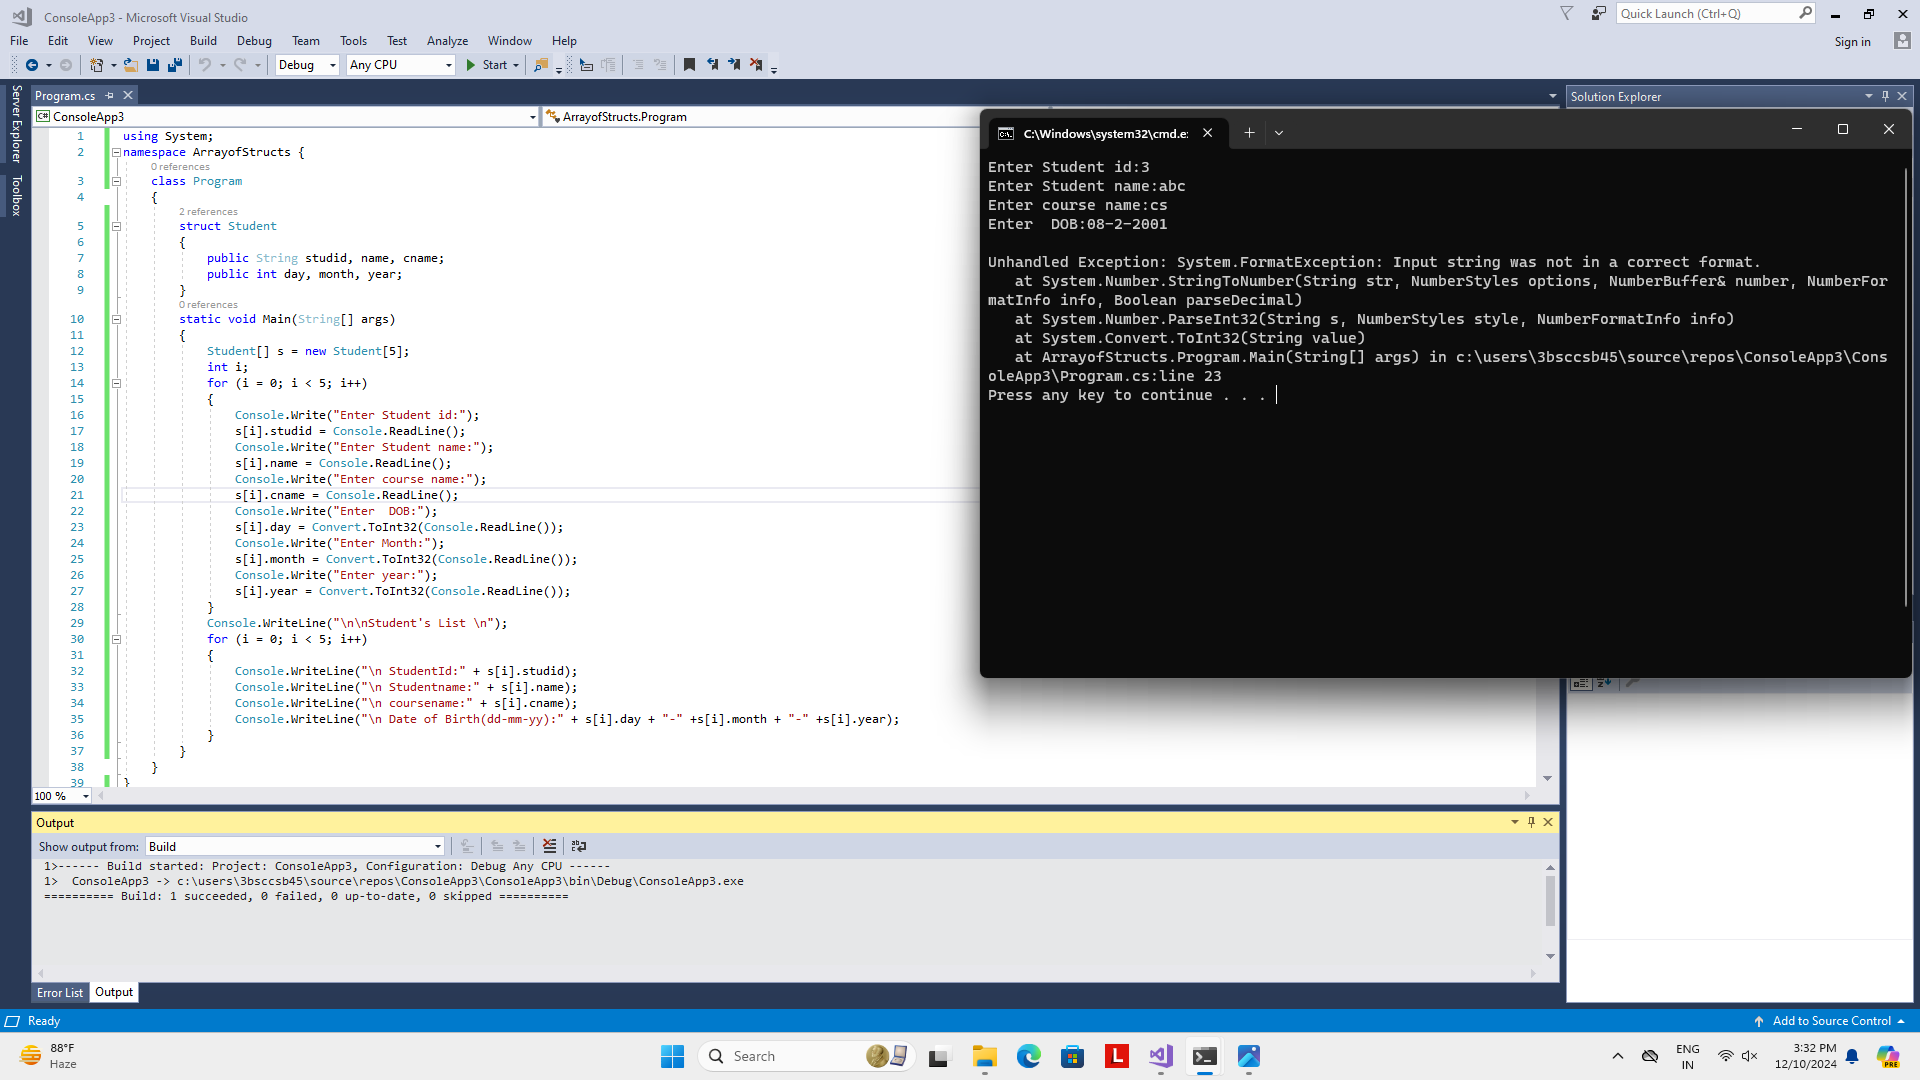 ConsoleApp3 - Microsoft Visual Studio
Quick Launch (Ctrl+Q)
File Edit View Project Build Debug Team Tools Test Analyze Window Help
Sign in
Debug Any CPU Start
Server Explorer
Toolbox
Program.cs
ConsoleApp3
ArrayofStructs.Program
1 using System;
2 namespace ArrayofStructs {
0 references
3 class Program
4 {
2 references
5 struct Student
6 {
7 public String studid, name, cname;
8 public int day, month, year;
9 }
0 references
10 static void Main(String[] args)
11 {
12 Student[] s = new Student[5];
13 int i;
14 for (i = 0; i < 5; i++)
15 {
16 Console.Write("Enter Student id:");
17 s[i].studid = Console.ReadLine();
18 Console.Write("Enter Student name:");
19 s[i].name = Console.ReadLine();
20 Console.Write("Enter course name:");
21 s[i].cname = Console.ReadLine();
22 Console.Write("Enter  DOB:");
23 s[i].day = Convert.ToInt32(Console.ReadLine());
24 Console.Write("Enter Month:");
25 s[i].month = Convert.ToInt32(Console.ReadLine());
26 Console.Write("Enter year:");
27 s[i].year = Convert.ToInt32(Console.ReadLine());
28 }
29 Console.WriteLine("\n\nStudent's List \n");
30 for (i = 0; i < 5; i++)
31 {
32 Console.WriteLine("\n StudentId:" + s[i].studid);
33 Console.WriteLine("\n Studentname:" + s[i].name);
34 Console.WriteLine("\n coursename:" + s[i].cname);
35 Console.WriteLine("\n Date of Birth(dd-mm-yy):" + s[i].day + "-" +s[i].month + "-" +s[i].year);
36 }
37 }
38 }
39 }
100 %
Solution Explorer
C:\Windows\system32\cmd.e
Enter Student id:3
Enter Student name:abc
Enter course name:cs
Enter  DOB:08-2-2001
Unhandled Exception: System.FormatException: Input string was not in a correct format.
at System.Number.StringToNumber(String str, NumberStyles options, NumberBuffer& number, NumberFor
matInfo info, Boolean parseDecimal)
at System.Number.ParseInt32(String s, NumberStyles style, NumberFormatInfo info)
at System.Convert.ToInt32(String value)
at ArrayofStructs.Program.Main(String[] args) in c:\users\3bsccsb45\source\repos\ConsoleApp3\Cons
oleApp3\Program.cs:line 23
Press any key to continue . . .
Output
Show output from: Build
1>------ Build started: Project: ConsoleApp3, Configuration: Debug Any CPU ------
1>  ConsoleApp3 -> c:\users\3bsccsb45\source\repos\ConsoleApp3\ConsoleApp3\bin\Debug\ConsoleApp3.exe
========== Build: 1 succeeded, 0 failed, 0 up-to-date, 0 skipped ==========
Error List Output
Ready
Add to Source Control
88°F
Haze
Search
L
ENG
IN
3:32 PM
12/10/2024
PRE